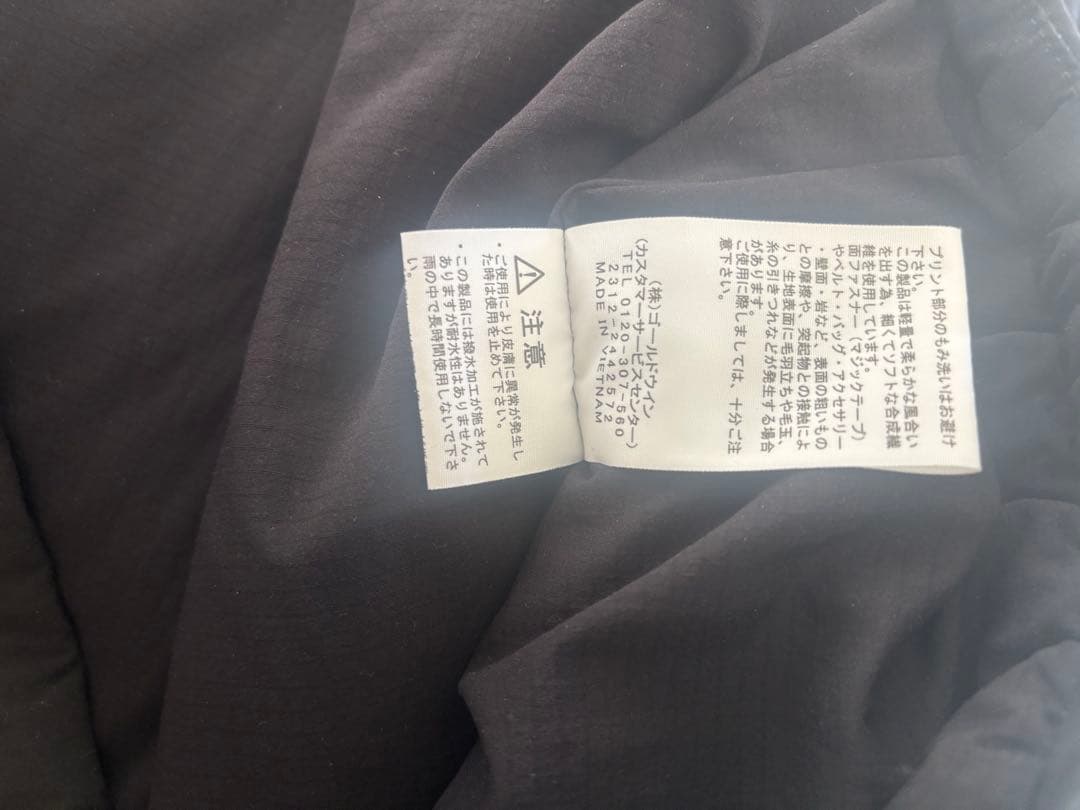 プリント部分のもみ洗いはお避け
下さい。
この製品は軽量で柔らかな風合い
を出す為、細くてソフトな合成繊
維を使用しています。
面ファスナー(マジックテープ)
やベルト・バッグ・アクセサリー
・壁面・岩など、表面の粗いもの
との摩擦や、突起物との接触によ
り、生地表面に毛羽立ちや毛玉、
糸の引きつれなどが発生する場合
があります。
ご使用に際しましては、十分ご注
意下さい。
(株)ゴールドウイン
(カスタマーサービスセンター)
TEL 0120-307-560
2312-2442572
MADE IN VIETNAM
注意
・ご使用により皮膚に異常が発生し
た時は使用を止めて下さい。
・この製品には撥水加工が施されて
ありますが耐水性はありません。
雨の中で長時間使用しないで下さ
い。